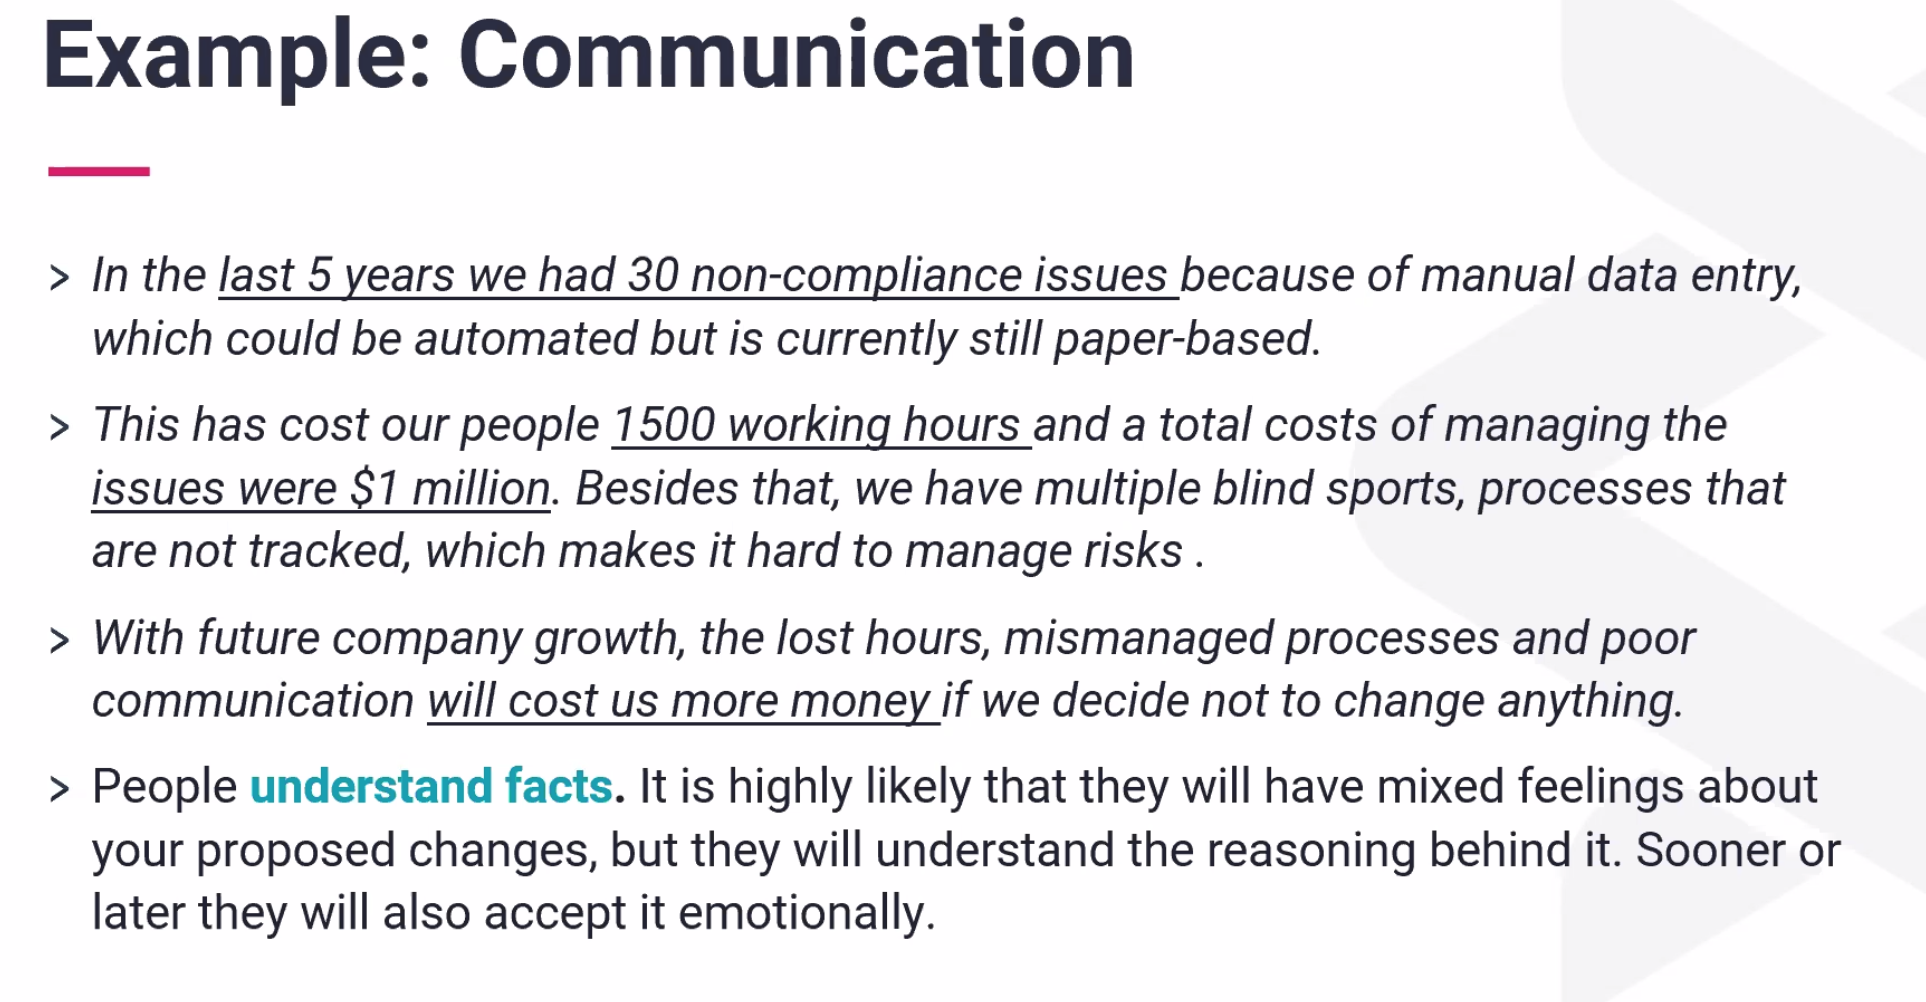 Example: Communication
> In the last 5 years we had 30 non-compliance issues because of manual data entry,
which could be automated but is currently still paper-based.
> This has cost our people 1500 working hours and a total costs of managing the
issues were $1 million. Besides that, we have multiple blind sports, processes that
are not tracked, which makes it hard to manage risks .
> With future company growth, the lost hours, mismanaged processes and poor
communication will cost us more money if we decide not to change anything.
> People understand facts. It is highly likely that they will have mixed feelings about
your proposed changes, but they will understand the reasoning behind it. Sooner or
later they will also accept it emotionally.